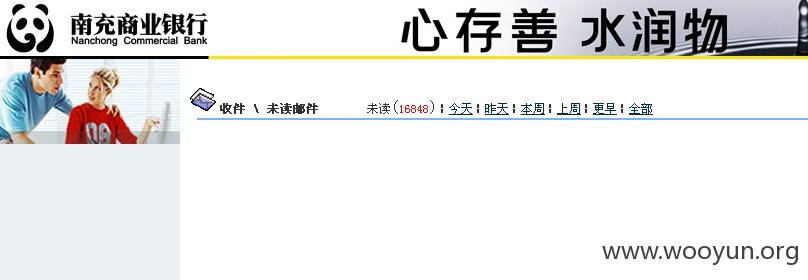 南充商业银行
Nanchong Commercial Bank
心存善 水润物
收件 \ 未读邮件 未读(16848) ¦ 今天 ¦ 昨天 ¦ 本周 ¦ 上周 ¦ 更早 ¦ 全部
www.wooyun.org